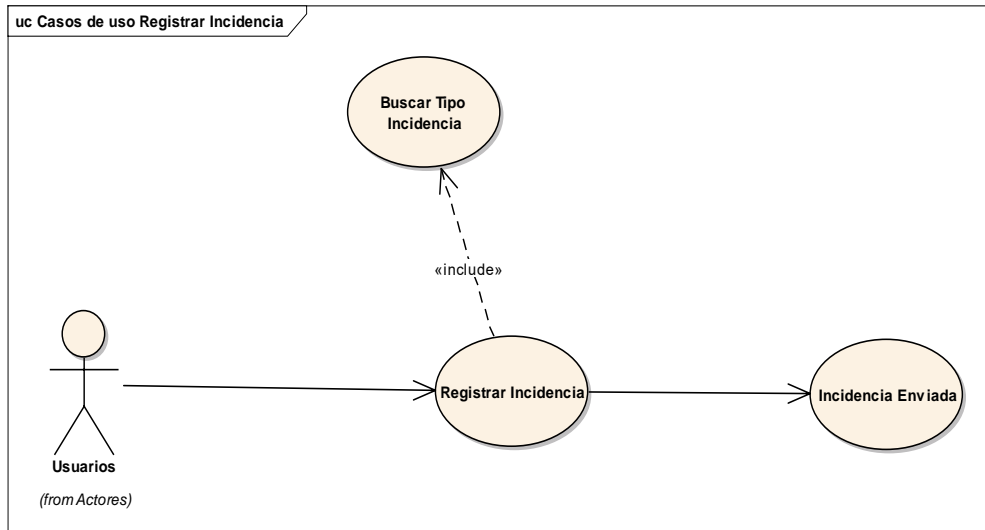 uc Casos de uso Registrar Incidencia
Buscar Tipo
Incidencia
«include»
Registrar Incidencia
Incidencia Enviada
Usuarios
(from Actores)